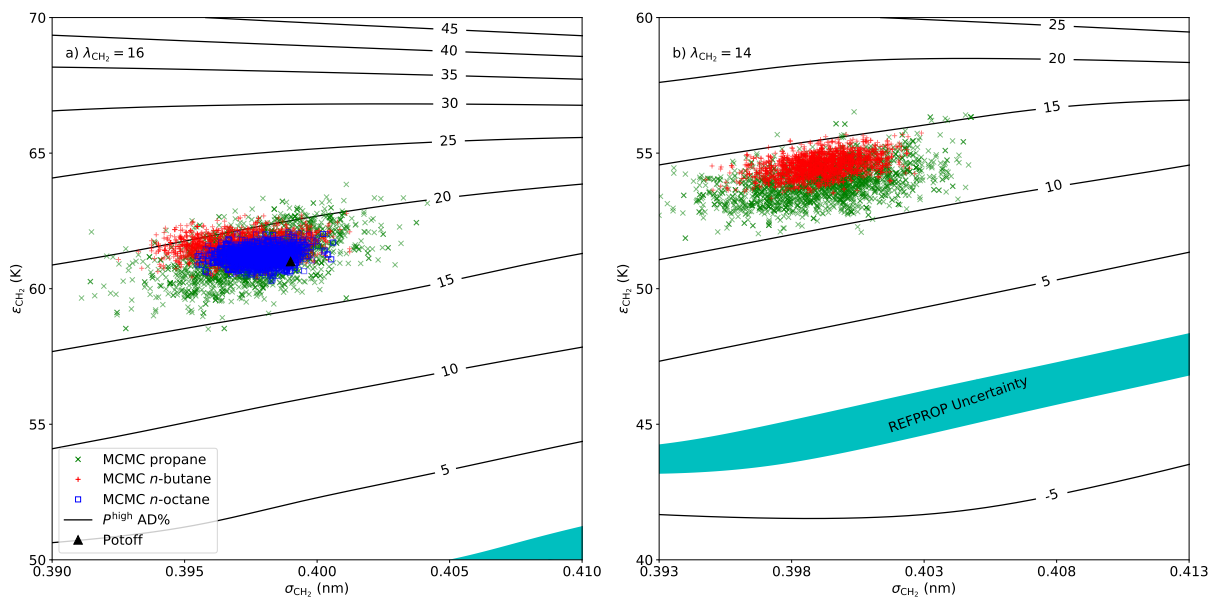 a) λCH2 = 16
45
40
35
30
25
20
15
10
5
70
65
60
55
50
εCH2 (K)
0.390
0.395
0.400
0.405
0.410
σCH2 (nm)
MCMC propane
MCMC n-butane
MCMC n-octane
Phigh AD%
Potoff
b) λCH2 = 14
25
20
15
10
5
-5
REFPROP Uncertainty
60
55
50
45
40
εCH2 (K)
0.393
0.398
0.403
0.408
0.413
σCH2 (nm)